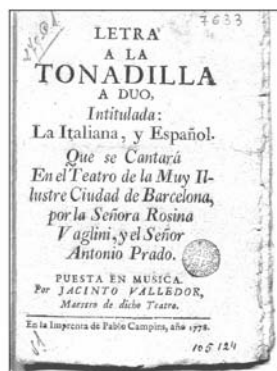 7633
LETRA
A LA
TONADILLA
A DUO,
Intitulada:
La Italiana, y Español.
Que se Cantará
En el Teatro de la Muy Il-
lustre Ciudad de Barcelona,
por la Señora Rosina
Vaglini, y el Señor
Antonio Prado.
PUESTA EN MUSICA.
Por JACINTO VALLEDOR,
Maestro de dicho Teatro.
En la Imprenta de Pablo Campins, año 1778.
105124